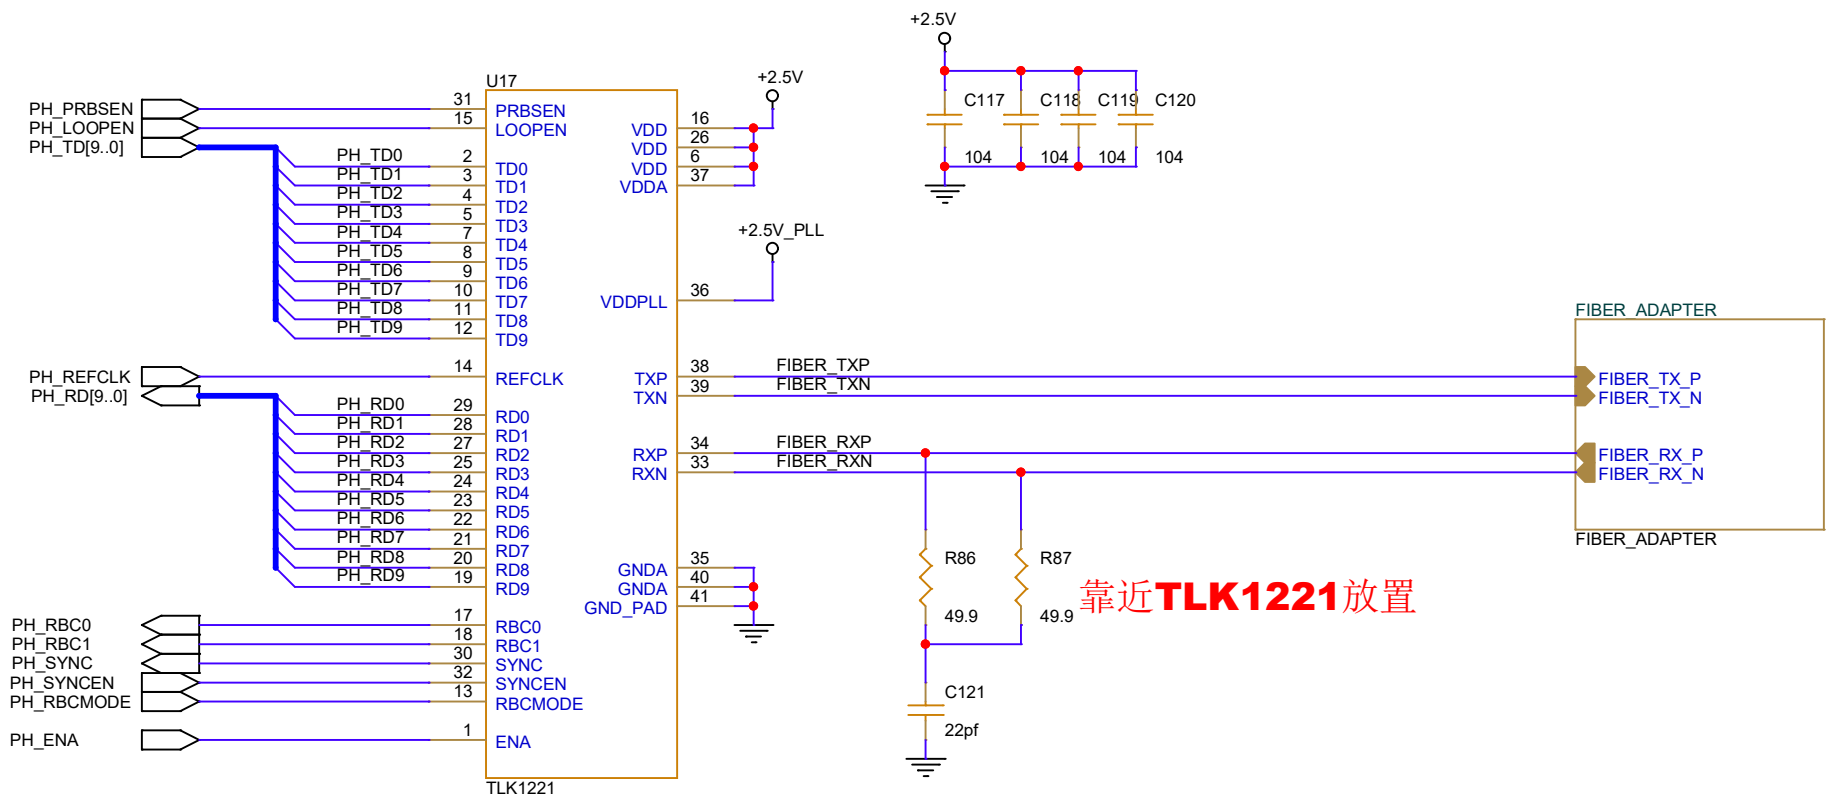 +2.5V
C117
C118
C119
C120
104
104
104
104
U17
+2.5V
PH_PRBSEN
31
PRBSEN
PH_LOOPEN
15
LOOPEN
PH_TD[9..0]
PH_TD0
2
TD0
PH_TD1
3
TD1
PH_TD2
4
TD2
PH_TD3
5
TD3
PH_TD4
7
TD4
PH_TD5
8
TD5
PH_TD6
9
TD6
PH_TD7
10
TD7
PH_TD8
11
TD8
PH_TD9
12
TD9
PH_REFCLK
14
REFCLK
PH_RD[9..0]
PH_RD0
29
RD0
PH_RD1
28
RD1
PH_RD2
27
RD2
PH_RD3
25
RD3
PH_RD4
24
RD4
PH_RD5
23
RD5
PH_RD6
22
RD6
PH_RD7
21
RD7
PH_RD8
20
RD8
PH_RD9
19
RD9
PH_RBC0
17
RBC0
PH_RBC1
18
RBC1
PH_SYNC
30
SYNC
PH_SYNCEN
32
SYNCEN
PH_RBCMODE
13
RBCMODE
PH_ENA
1
ENA
TLK1221
VDD
16
VDD
26
VDD
6
VDDA
37
+2.5V_PLL
VDDPLL
36
TXP
38
FIBER_TXP
TXN
39
FIBER_TXN
RXP
34
FIBER_RXP
RXN
33
FIBER_RXN
GNDA
35
GNDA
40
GND_PAD
41
R86
49.9
R87
49.9
靠近TLK1221放置
C121
22pf
FIBER_ADAPTER
FIBER_TX_P
FIBER_TX_N
FIBER_RX_P
FIBER_RX_N
FIBER_ADAPTER